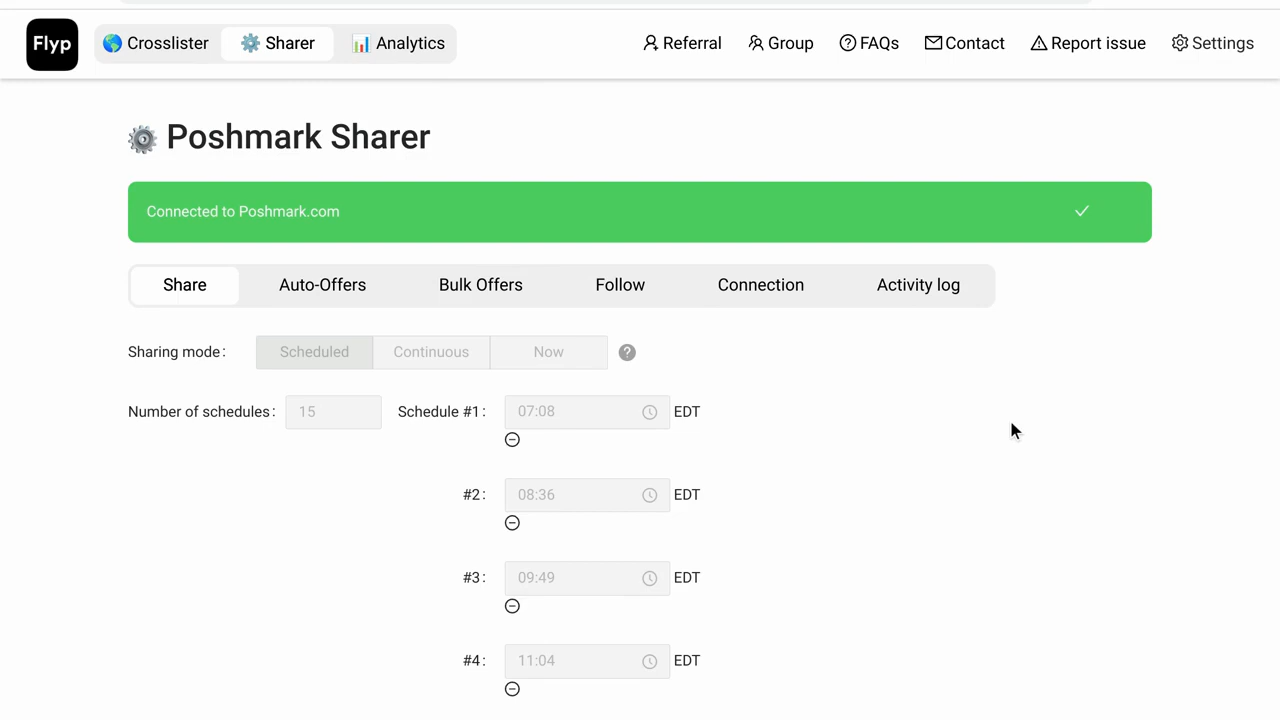 Flyp
Crosslister Sharer Analytics Referral Group FAQs Contact Report issue Settings
Poshmark Sharer
Connected to Poshmark.com
Share Auto-Offers Bulk Offers Follow Connection Activity log
Sharing mode: Scheduled Continuous Now ?
Number of schedules: 15 Schedule #1: 07:08 EDT
#2: 08:36 EDT
#3: 09:49 EDT
#4: 11:04 EDT